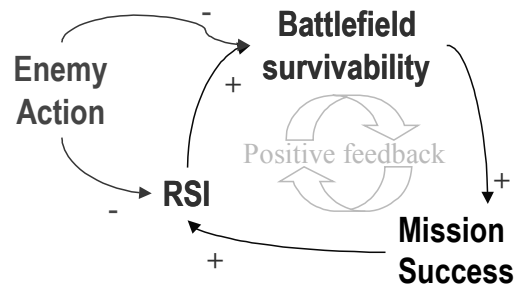 -
Battlefield
survivability
Enemy
Action
+
Positive feedback
+
RSI
-
Mission
Success
+